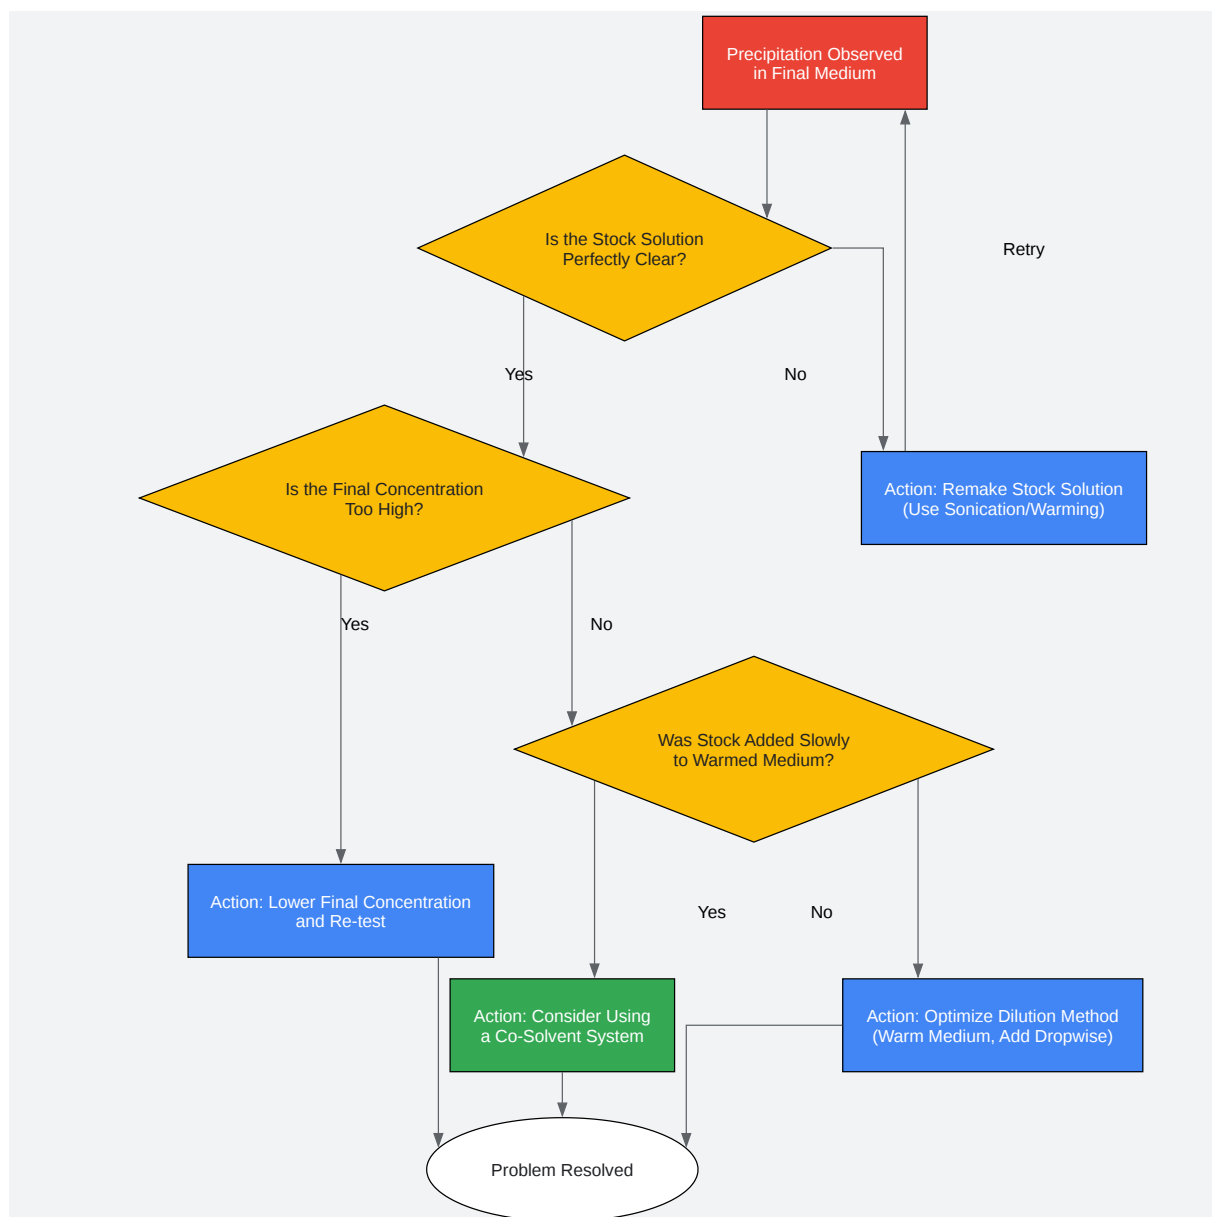 Precipitation Observed
in Final Medium
Is the Stock Solution
Perfectly Clear?
Retry
Yes
No
Is the Final Concentration
Too High?
Action: Remake Stock Solution
(Use Sonication/Warming)
Yes
No
Was Stock Added Slowly
to Warmed Medium?
Action: Lower Final Concentration
and Re-test
Yes
No
Action: Consider Using
a Co-Solvent System
Action: Optimize Dilution Method
(Warm Medium, Add Dropwise)
Problem Resolved